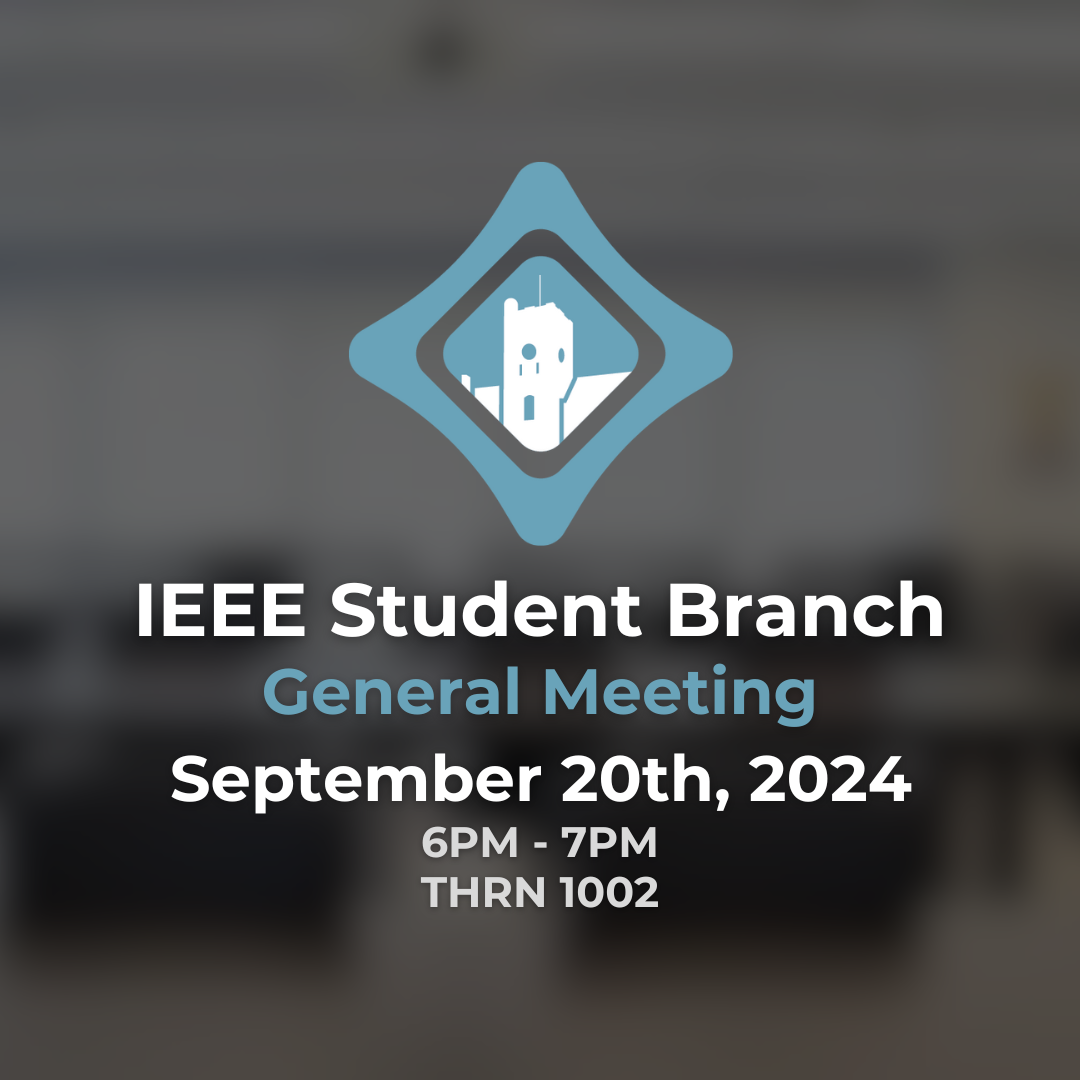 IEEE Student Branch
General Meeting
September 20th, 2024
6PM - 7PM
THRN 1002